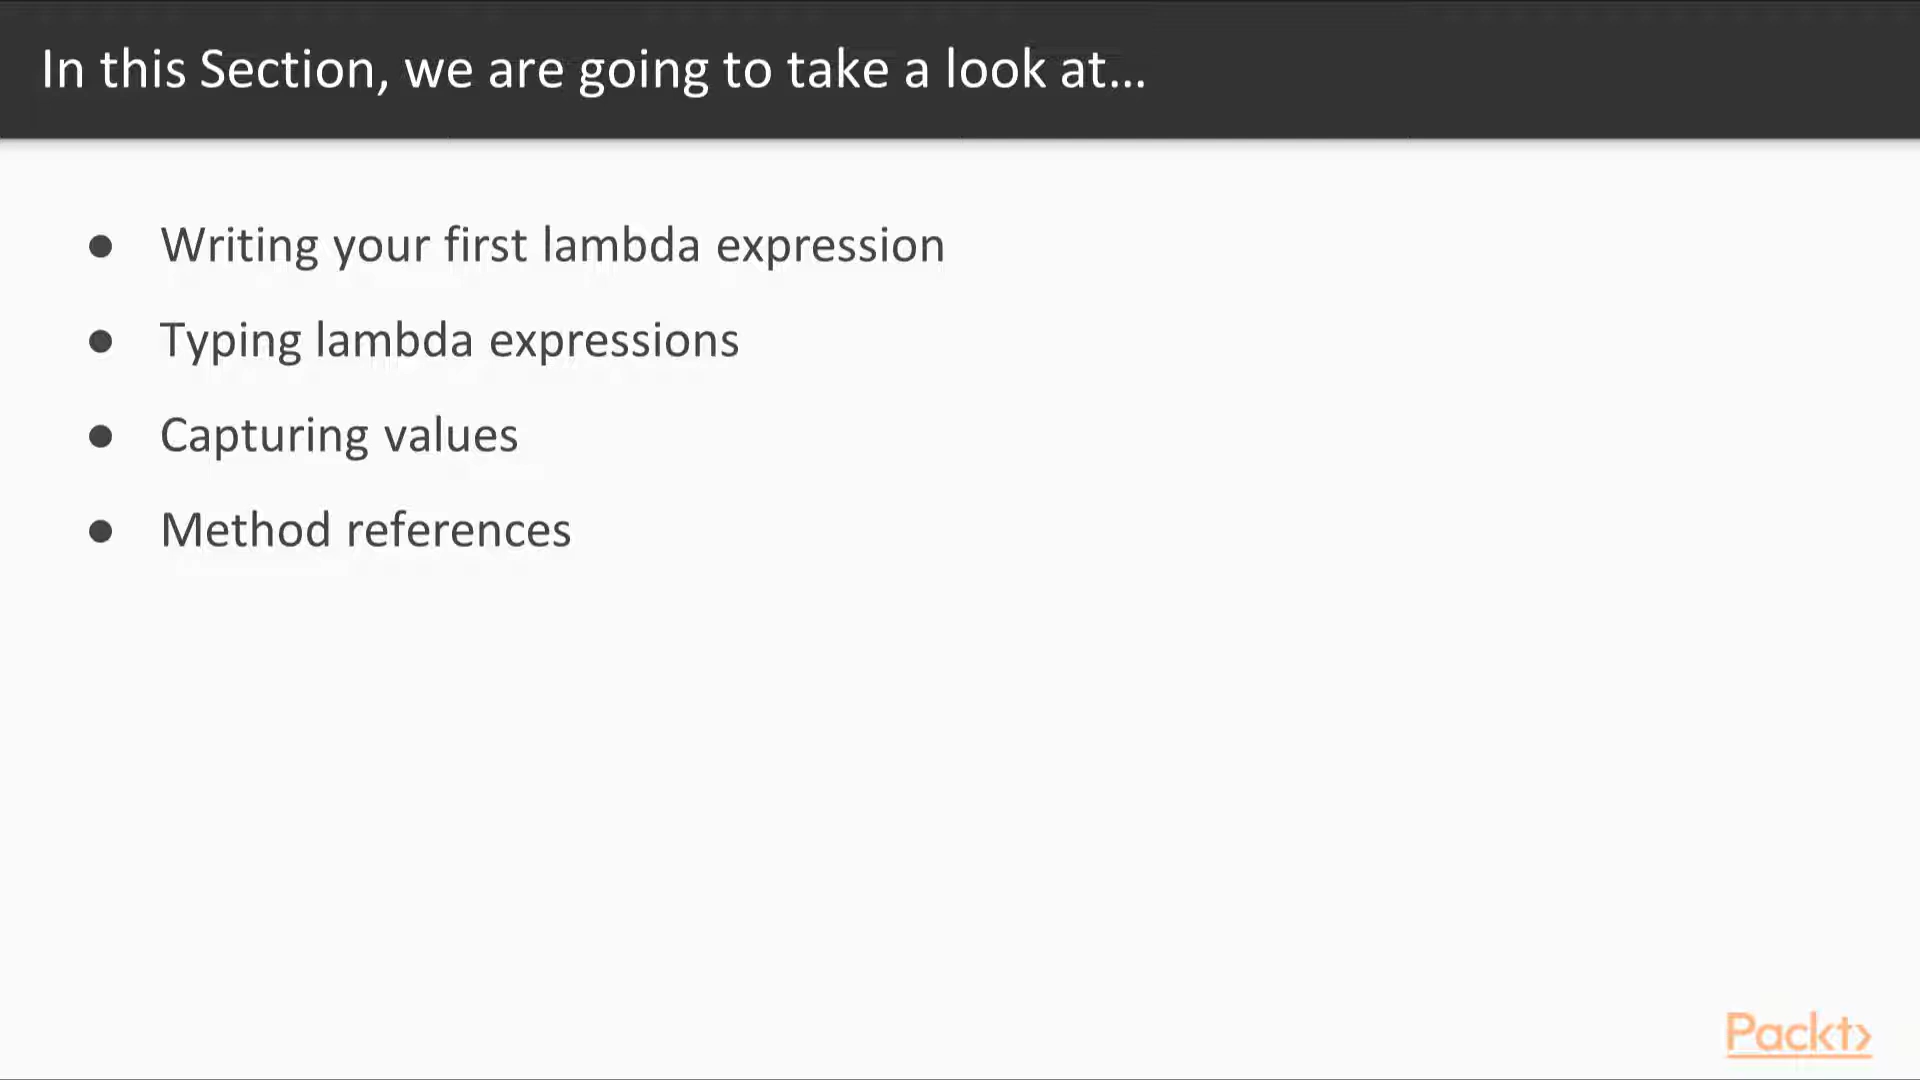 In this Section, we are going to take a look at...
● Writing your first lambda expression
● Typing lambda expressions
● Capturing values
● Method references
Packt>